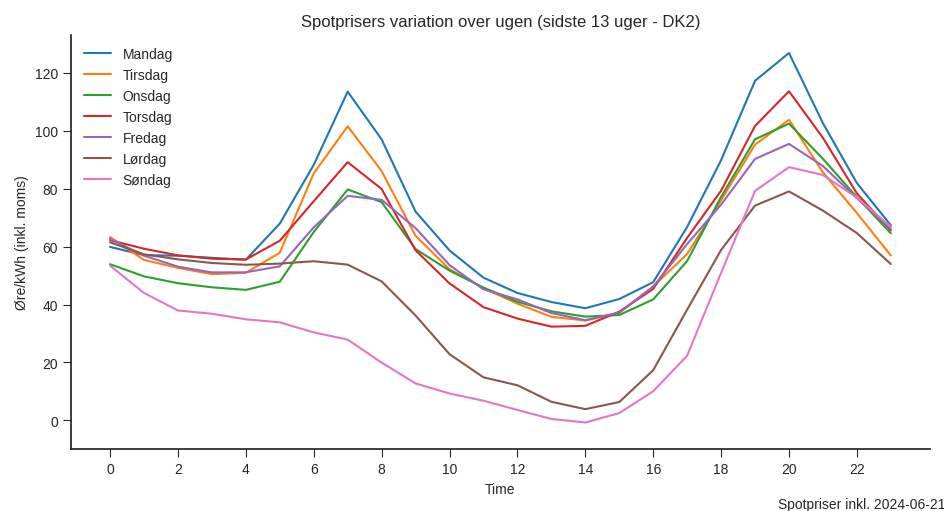 Spotprisers variation over ugen (sidste 13 uger - DK2)
Mandag
Tirsdag
Onsdag
Torsdag
Fredag
Lørdag
Søndag
Øre/kWh (inkl. moms)
120
100
80
60
40
20
0
0 2 4 6 8 10 12 14 16 18 20 22
Time
Spotpriser inkl. 2024-06-21